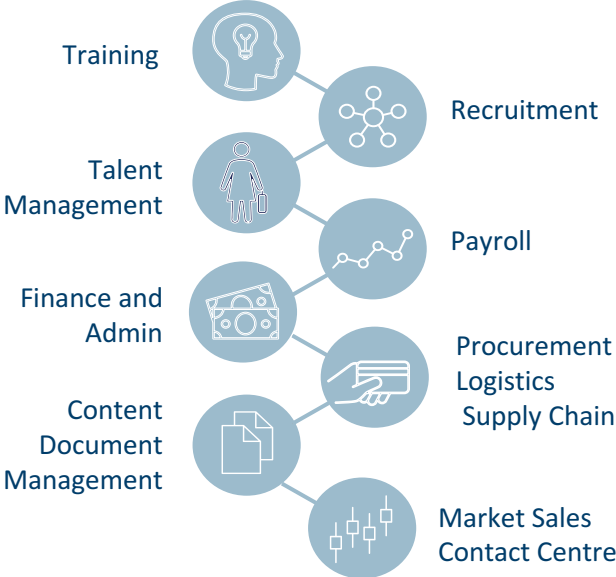 Training
Recruitment
Talent
Management
Payroll
Finance and
Admin
Procurement
Logistics
Supply Chain
Content
Document
Management
Market Sales
Contact Centre